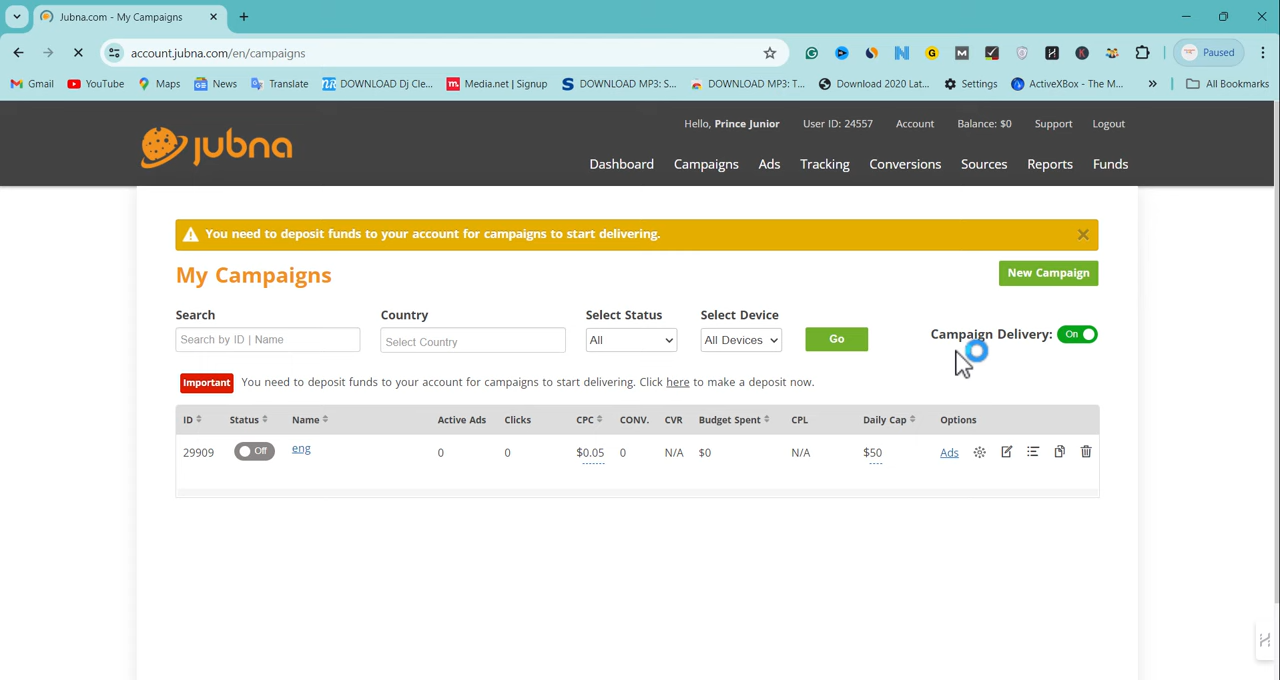 Jubna.com - My Campaigns
account.jubna.com/en/campaigns
Paused
Gmail YouTube Maps News Translate DOWNLOAD Dj Cle... Media.net | Signup DOWNLOAD MP3: S... DOWNLOAD MP3: T... Download 2020 Lat... Settings ActiveXBox - The M... » All Bookmarks
Hello, Prince Junior User ID: 24557 Account Balance: $0 Support Logout
jubna
Dashboard Campaigns Ads Tracking Conversions Sources Reports Funds
You need to deposit funds to your account for campaigns to start delivering.
My Campaigns
New Campaign
Search Country Select Status Select Device
Search by ID | Name Select Country All All Devices Go Campaign Delivery: On
Important You need to deposit funds to your account for campaigns to start delivering. Click here to make a deposit now.
ID Status Name Active Ads Clicks CPC CONV. CVR Budget Spent CPL Daily Cap Options
29909 Off eng 0 0 $0.05 0 N/A $0 N/A $50 Ads